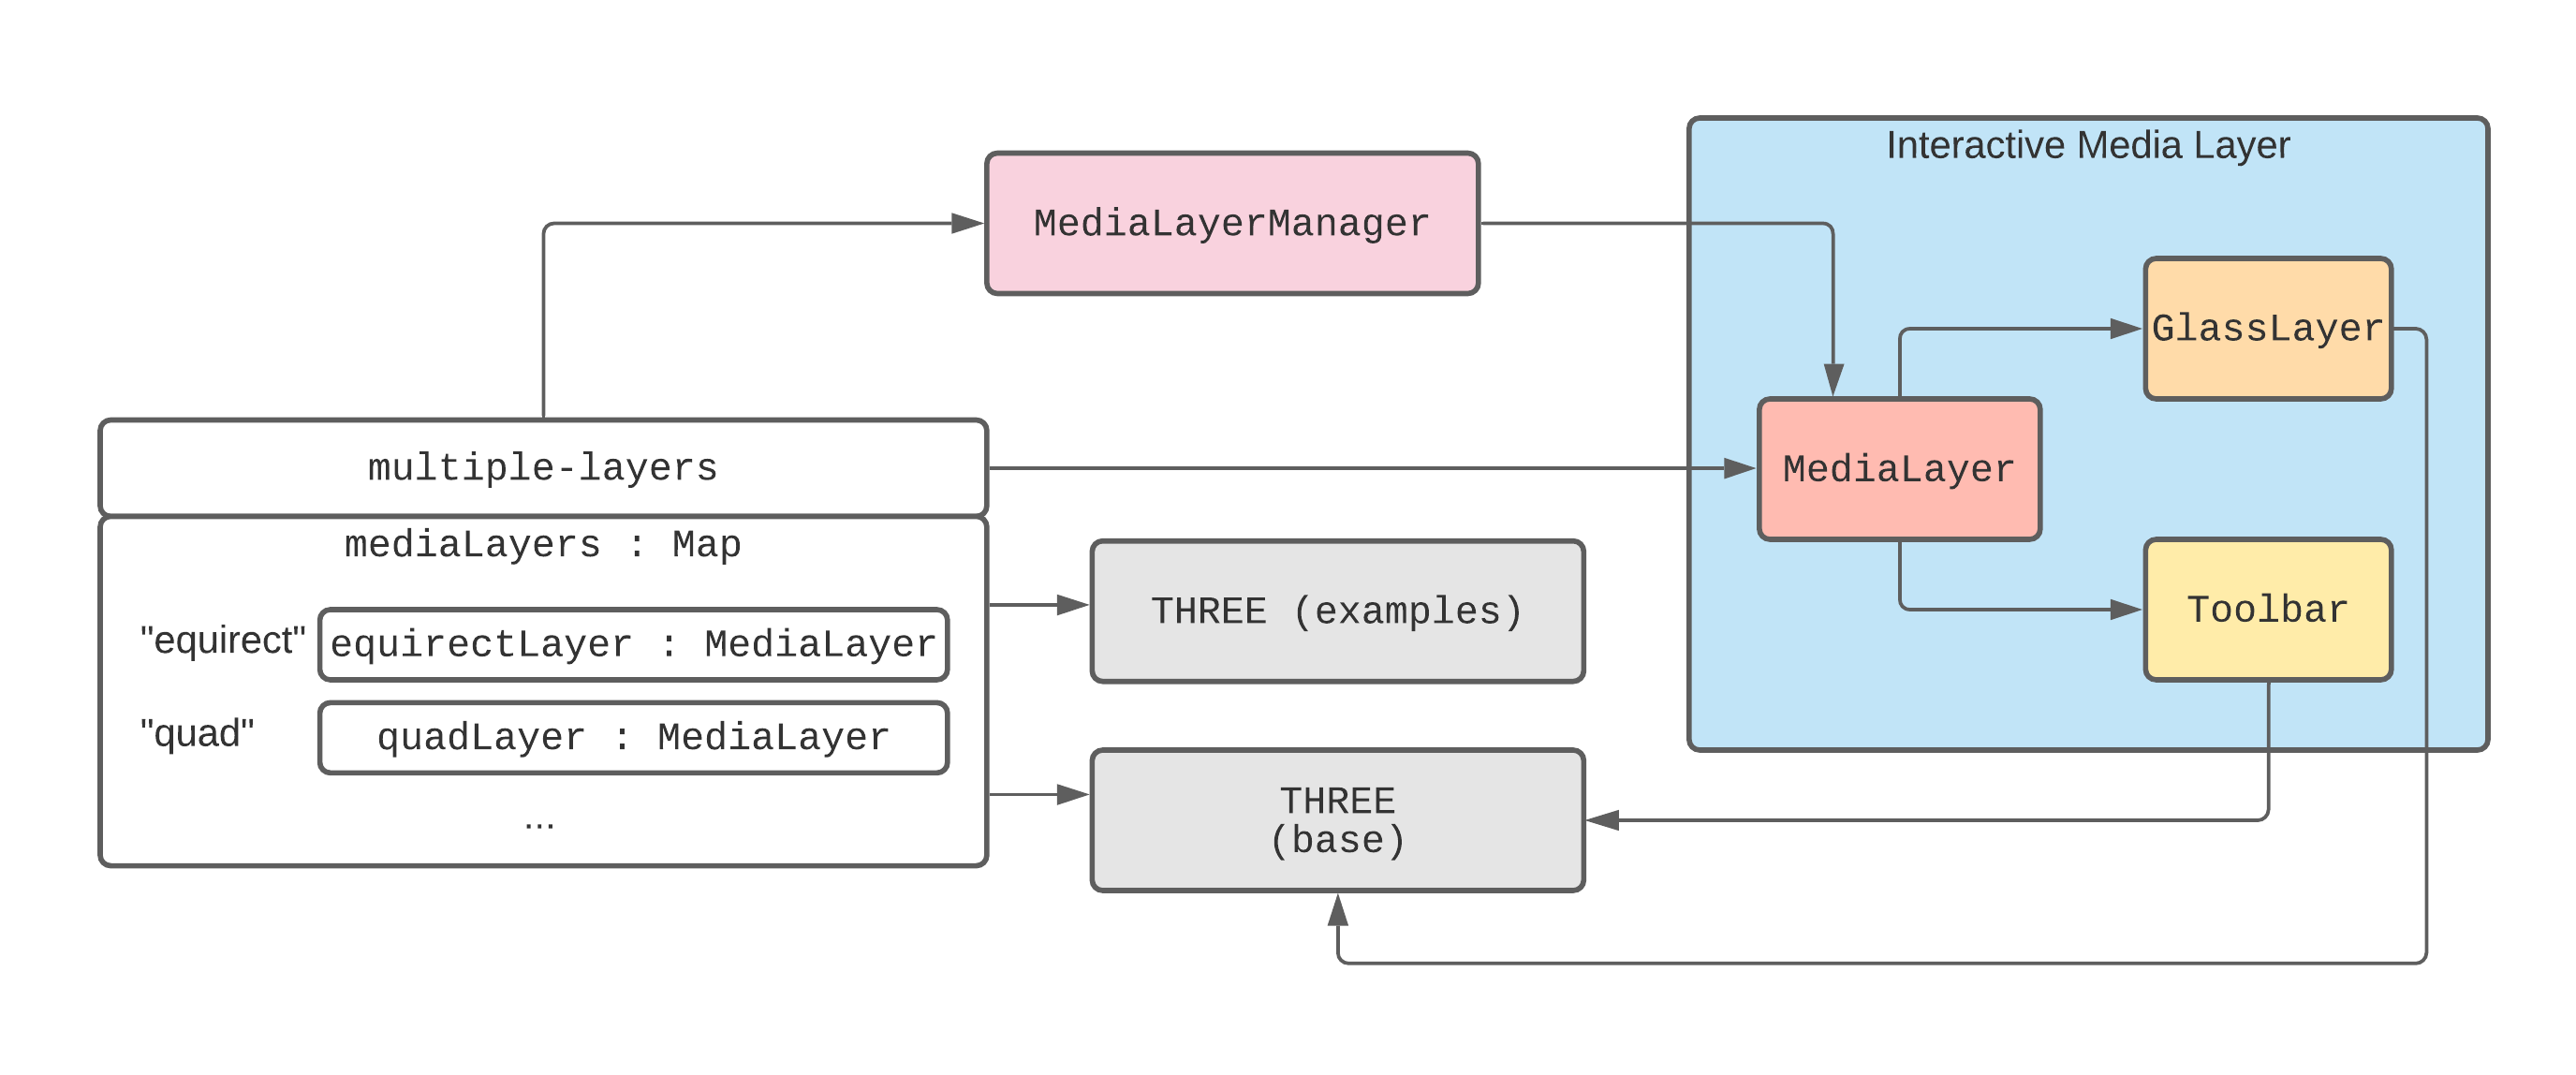 Interactive Media Layer
MediaLayerManager
GlassLayer
multiple-layers
MediaLayer
mediaLayers : Map
THREE (examples)
Toolbar
"equirect" equirectLayer : MediaLayer
"quad" quadLayer : MediaLayer
...
THREE
(base)